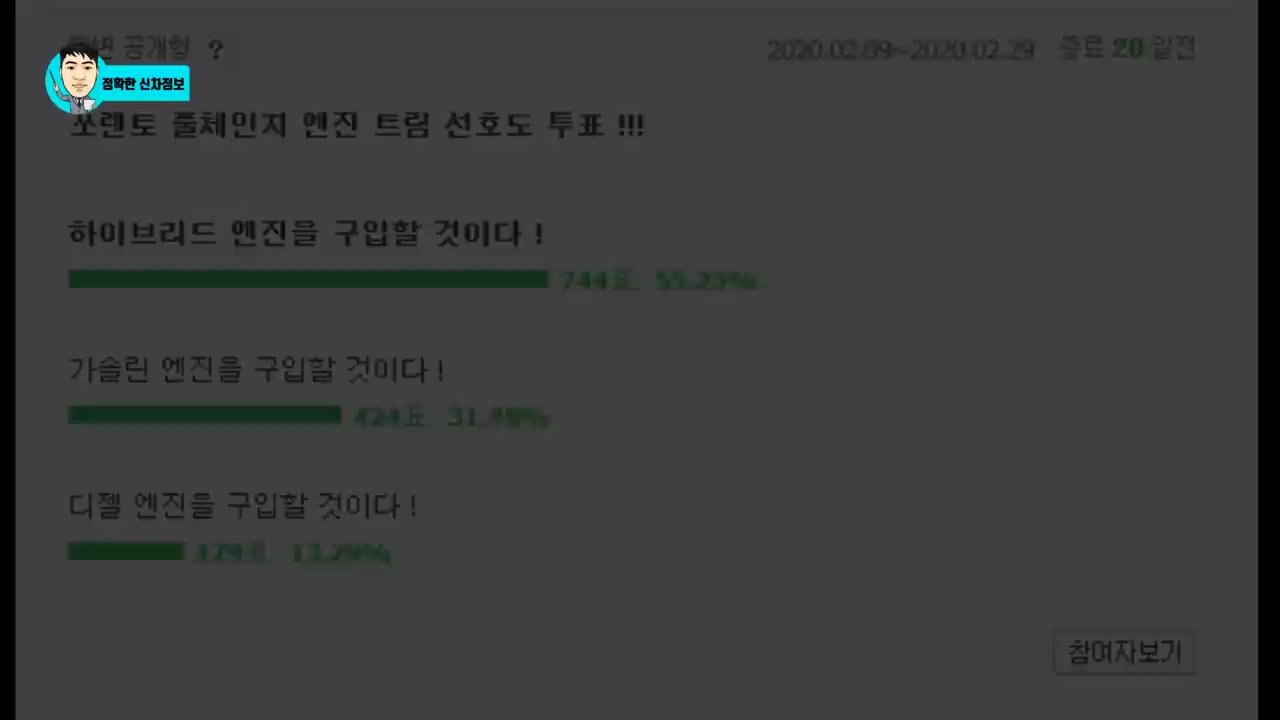 공개형 ?
2020.02.09~2020.02.29 종료 20 일전
정확한 신차정보
쏘렌토 풀체인지 엔진 트림 선호도 투표 !!!
하이브리드 엔진을 구입할 것이다 !
744표, 55.23%
가솔린 엔진을 구입할 것이다 !
424표, 31.48%
디젤 엔진을 구입할 것이다 !
179표, 13.29%
참여자보기